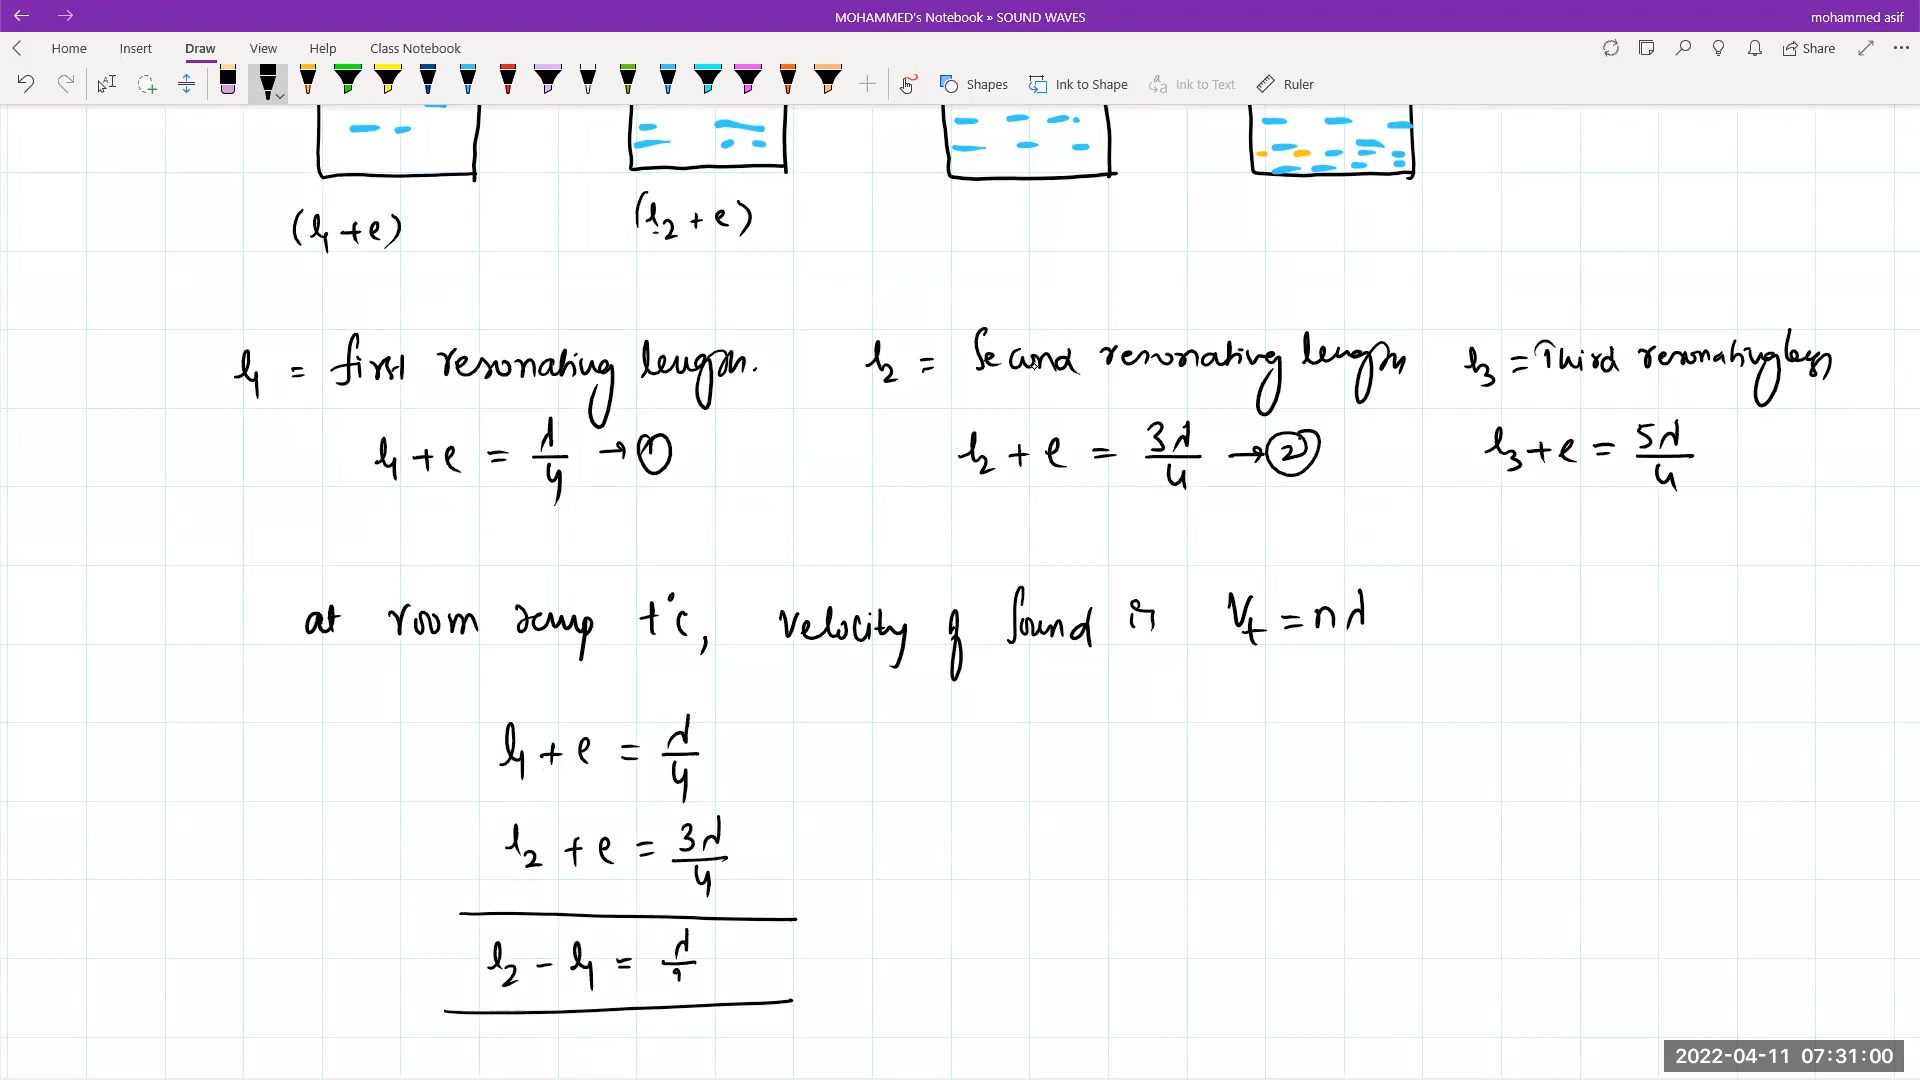 MOHAMMED's Notebook » SOUND WAVES
mohammed asif
Home Insert Draw View Help Class Notebook Share
Shapes Ink to Shape Ink to Text Ruler
(l1 + e) (l2 + e)
l1 = first resonating length. l2 = Second resonating length l3 = Third resonating
l1 + e = λ/4 → ① l2 + e = 3λ/4 → ② l3 + e = 5λ/4
at room temp t°c, velocity of sound is Vt = nλ
l1 + e = λ/4
l2 + e = 3λ/4
l2 - l1 = λ/
2022-04-11 07:31:00